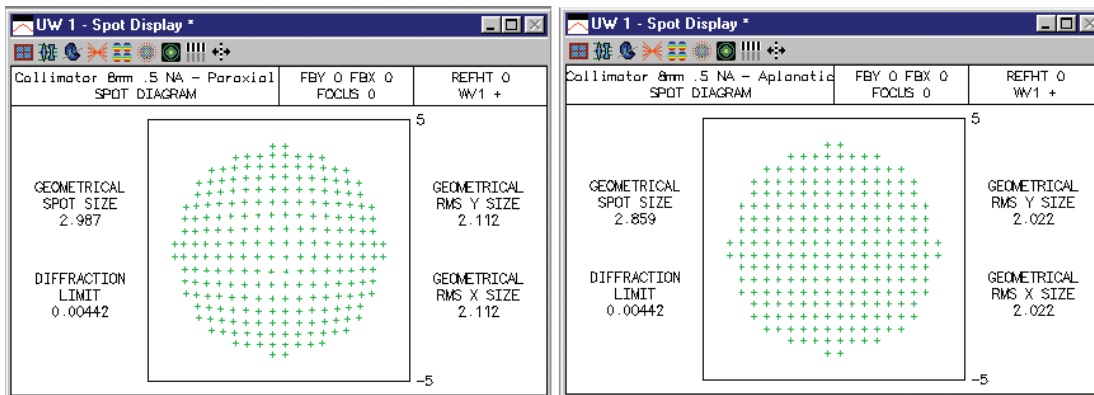 UW 1 - Spot Display *
Collimator 8mm .5 NA - Paraxial
SPOT DIAGRAM
FBY 0 FBX 0
FOCUS 0
REFHT 0
WV1 +
5
GEOMETRICAL
SPOT SIZE
2.987
GEOMETRICAL
RMS Y SIZE
2.112
DIFFRACTION
LIMIT
0.00442
GEOMETRICAL
RMS X SIZE
2.112
-5
UW 1 - Spot Display *
Collimator 8mm .5 NA - Aplanatic
SPOT DIAGRAM
FBY 0 FBX 0
FOCUS 0
REFHT 0
WV1 +
5
GEOMETRICAL
SPOT SIZE
2.859
GEOMETRICAL
RMS Y SIZE
2.022
DIFFRACTION
LIMIT
0.00442
GEOMETRICAL
RMS X SIZE
2.022
-5